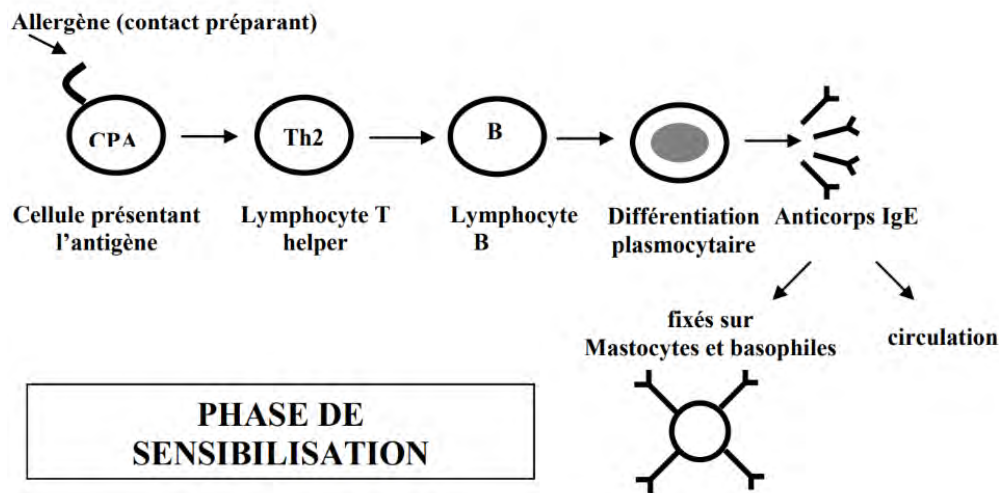 Allergène (contact préparant)
CPA
Th2
B
Cellule présentant
l'antigène
Lymphocyte T
helper
Lymphocyte
B
Différentiation
plasmocytaire
Anticorps IgE
fixés sur
Mastocytes et basophiles
circulation
PHASE DE
SENSIBILISATION